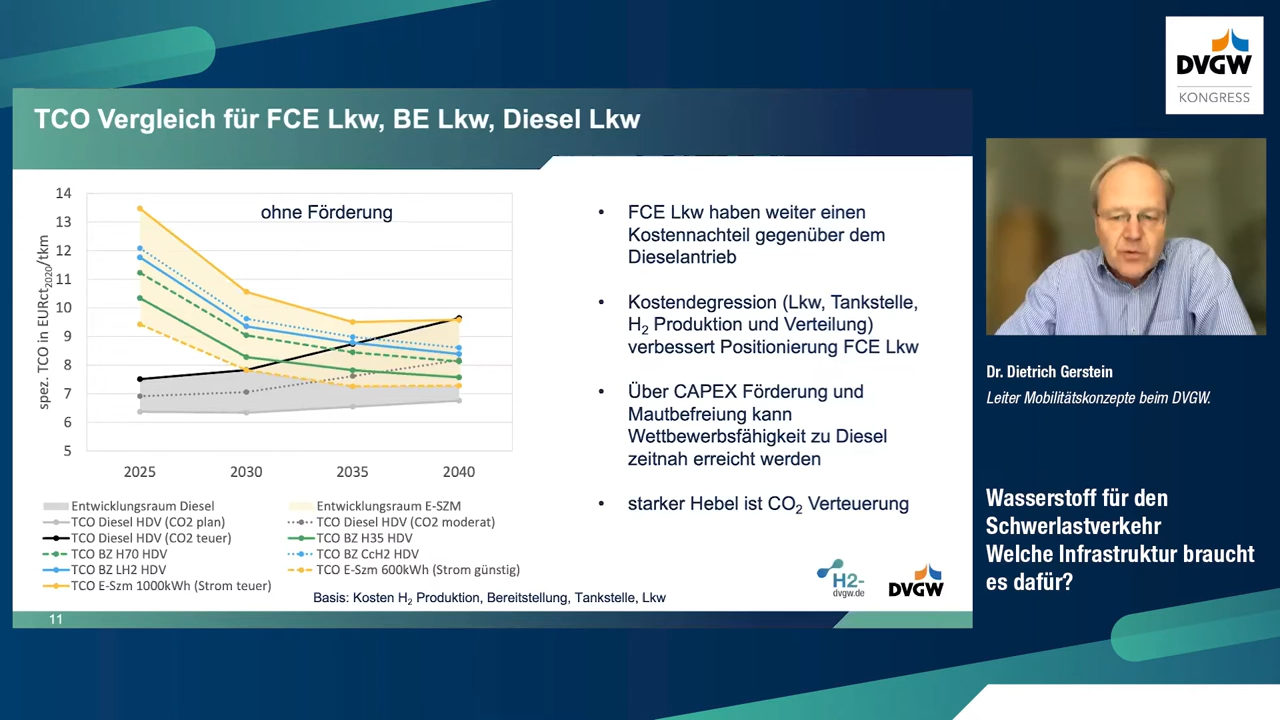 DVGW
KONGRESS
TCO Vergleich für FCE Lkw, BE Lkw, Diesel Lkw
ohne Förderung
spez. TCO in EURct2020/tkm
14
13
12
11
10
9
8
7
6
5
2025 2030 2035 2040
Entwicklungsraum Diesel
Entwicklungsraum E-SZM
TCO Diesel HDV (CO2 plan)
TCO Diesel HDV (CO2 moderat)
TCO Diesel HDV (CO2 teuer)
TCO BZ H35 HDV
TCO BZ H70 HDV
TCO BZ CcH2 HDV
TCO BZ LH2 HDV
TCO E-Szm 600kWh (Strom günstig)
TCO E-Szm 1000kWh (Strom teuer)
Basis: Kosten H2 Produktion, Bereitstellung, Tankstelle, Lkw
• FCE Lkw haben weiter einen
Kostennachteil gegenüber dem
Dieselantrieb
• Kostendegression (Lkw, Tankstelle,
H2 Produktion und Verteilung)
verbessert Positionierung FCE Lkw
• Über CAPEX Förderung und
Mautbefreiung kann
Wettbewerbsfähigkeit zu Diesel
zeitnah erreicht werden
• starker Hebel ist CO2 Verteuerung
H2-
dvgw.de
DVGW
11
Dr. Dietrich Gerstein
Leiter Mobilitätskonzepte beim DVGW.
Wasserstoff für den
Schwerlastverkehr
Welche Infrastruktur braucht
es dafür?